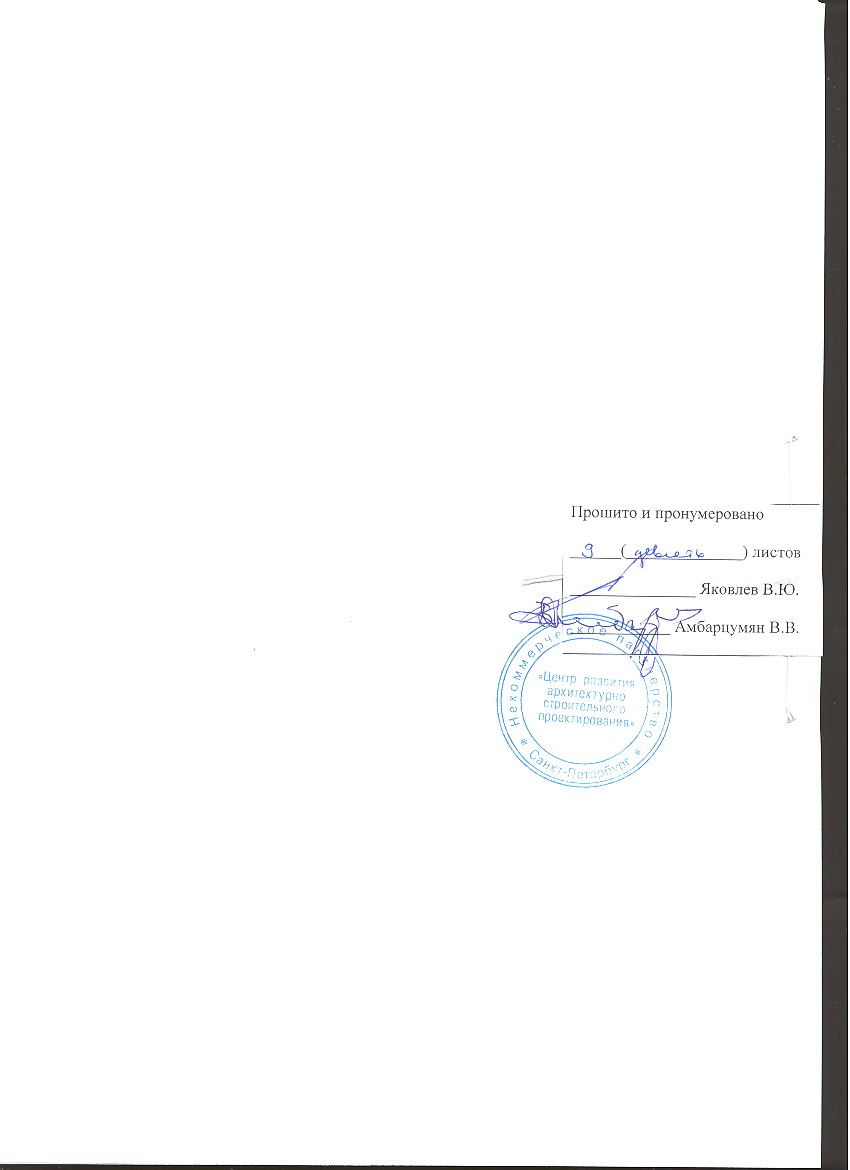 Прошито и пронумеровано
9 (девять) листов
Яковлев В.Ю.
Амбарцумян В.В.
Некоммерческое партнерство
«Центр развития
архитектурно
строительного
проектирования»
* Санкт-Петербург *